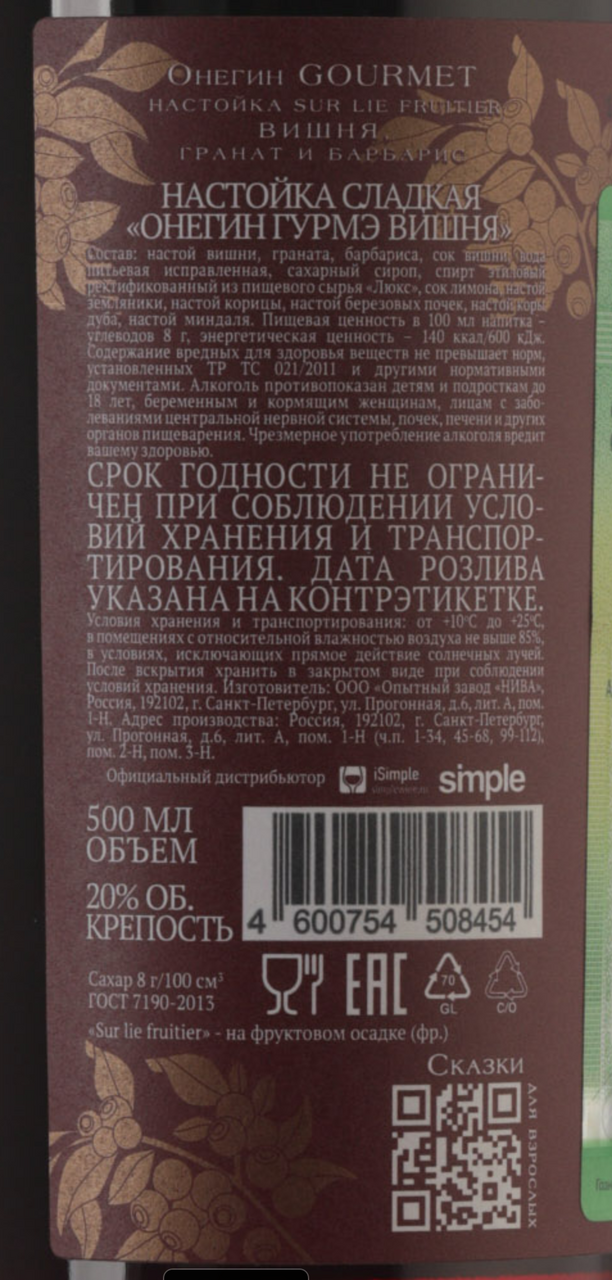 Онегин GOURMET
НАСТОЙКА SUR LIE FRUITIER
ВИШНЯ,
ГРАНАТ И БАРБАРИС
НАСТОЙКА СЛАДКАЯ
«ОНЕГИН ГУРМЭ ВИШНЯ»
Состав: настой вишни, граната, барбариса, сок вишни, вода
питьевая исправленная, сахарный сироп, спирт этиловый
ректификованный из пищевого сырья «Люкс», сок лимона, настой
земляники, настой корицы, настой березовых почек, настой коры
дуба, настой миндаля. Пищевая ценность в 100 мл напитка –
углеводов 8 г, энергетическая ценность – 140 ккал/600 кДж.
Содержание вредных для здоровья веществ не превышает норм,
установленных ТР ТС 021/2011 и другими нормативными
документами. Алкоголь противопоказан детям и подросткам до
18 лет, беременным и кормящим женщинам, лицам с забо-
леваниями центральной нервной системы, почек, печени и других
органов пищеварения. Чрезмерное употребление алкоголя вредит
вашему здоровью.
СРОК ГОДНОСТИ НЕ ОГРАНИ-
ЧЕН ПРИ СОБЛЮДЕНИИ УСЛО-
ВИЙ ХРАНЕНИЯ И ТРАНСПОР-
ТИРОВАНИЯ. ДАТА РОЗЛИВА
УКАЗАНА НА КОНТРЭТИКЕТКЕ.
Условия хранения и транспортирования: от +10°С до +25°С,
в помещениях с относительной влажностью воздуха не выше 85%,
в условиях, исключающих прямое действие солнечных лучей.
После вскрытия хранить в закрытом виде при соблюдении
условий хранения. Изготовитель: ООО «Опытный завод «НИВА»,
Россия, 192102, г. Санкт-Петербург, ул. Прогонная, д.6, лит. А, пом.
1-Н. Адрес производства: Россия, 192102, г. Санкт-Петербург,
ул. Прогонная, д.6, лит. А, пом. 1-Н (ч.п. 1-34, 45-68, 99-112),
пом. 2-Н, пом. 3-Н.
Официальный дистрибьютор iSimple simple
500 МЛ
ОБЪЕМ
20% ОБ.
КРЕПОСТЬ
4 600754 508454
Сахар 8 г/100 см³
ГОСТ 7190-2013
EAC
70
GL
C/O
«Sur lie fruitier» - на фруктовом осадке (фр.)
Сказки
для взрослых